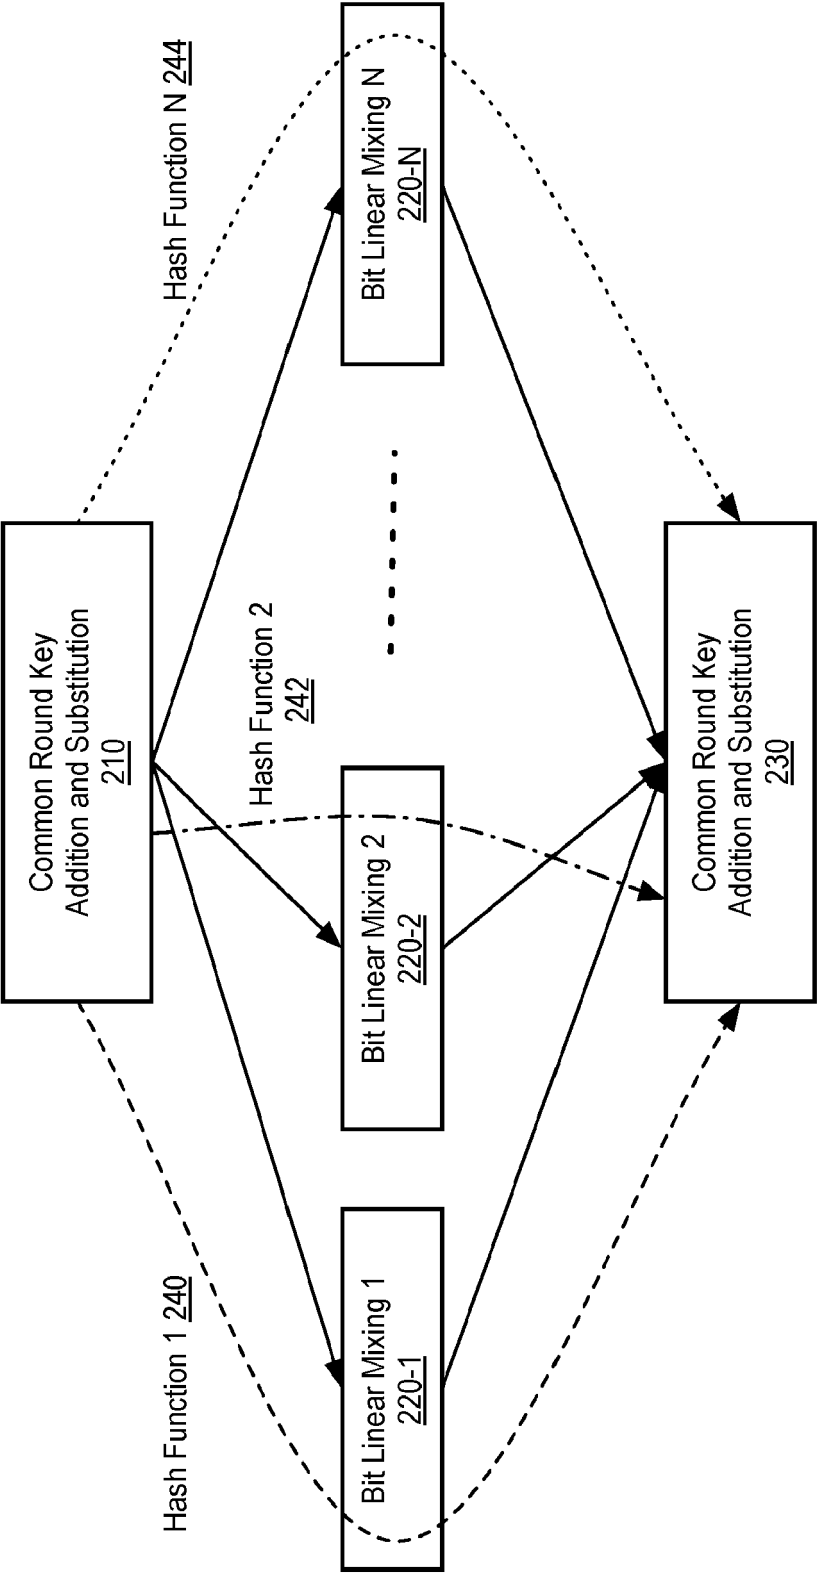 Common Round Key
Addition and Substitution
210
Hash Function 1 240
Hash Function 2
242
Hash Function N 244
Bit Linear Mixing 1
220-1
Bit Linear Mixing 2
220-2
Bit Linear Mixing N
220-N
Common Round Key
Addition and Substitution
230